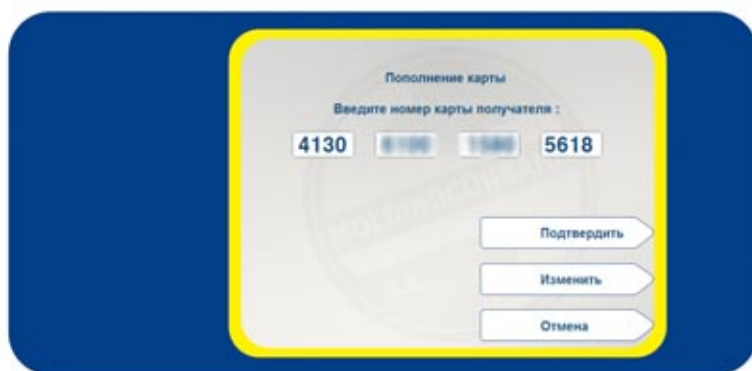 Пополнение карты
Введите номер карты получателя :
4130 5618
Подтвердить
Изменить
Отмена